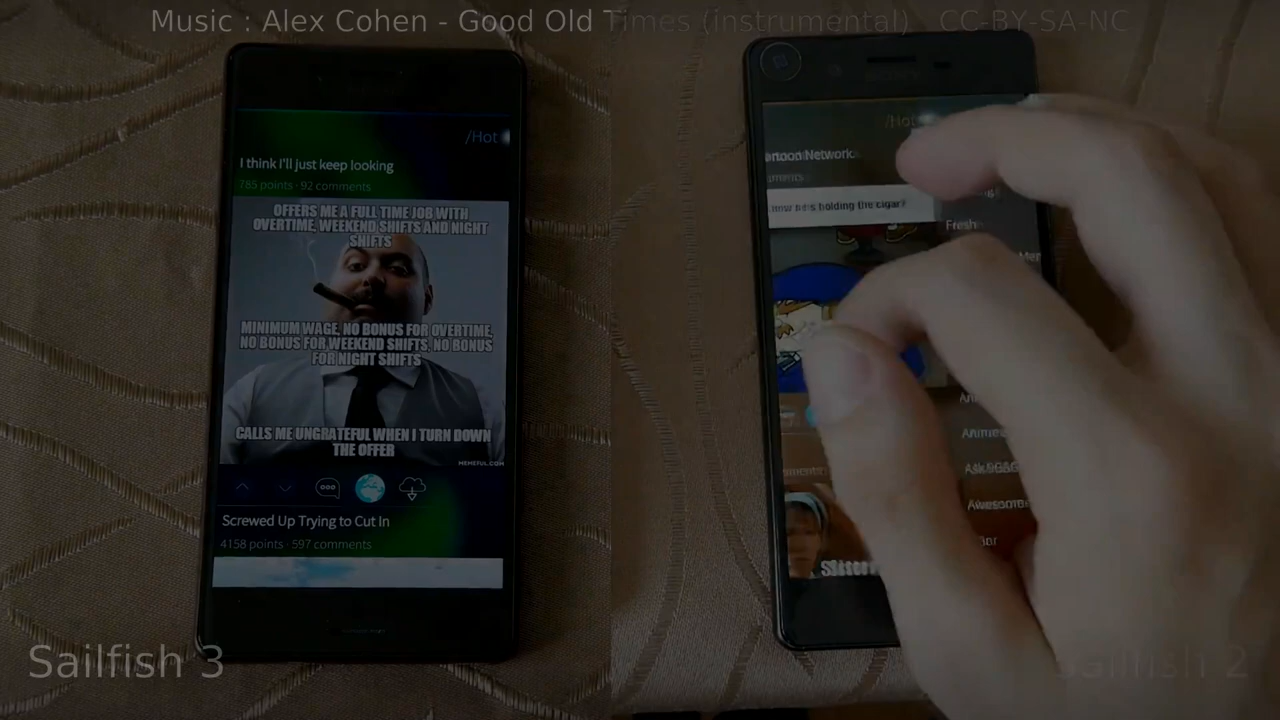 Music : Alex Cohen - Good Old Times (instrumental) - CC-BY-SA-NC
/Hot
I think I'll just keep looking
785 points · 92 comments
OFFERS ME A FULL TIME JOB WITH
OVERTIME, WEEKEND SHIFTS AND NIGHT
SHIFTS
MINIMUM WAGE, NO BONUS FOR OVERTIME,
NO BONUS FOR WEEKEND SHIFTS, NO BONUS
FOR NIGHT SHIFTS
CALLS ME UNGRATEFUL WHEN I TURN DOWN
THE OFFER
MEMEFUL.COM
Screwed Up Trying to Cut In
4158 points · 597 comments
Sailfish 3
SONY
/Hot
Network
holding the cigar?
Fresh
Anime
Ask 9GAG
Awesome
Sailfish 2